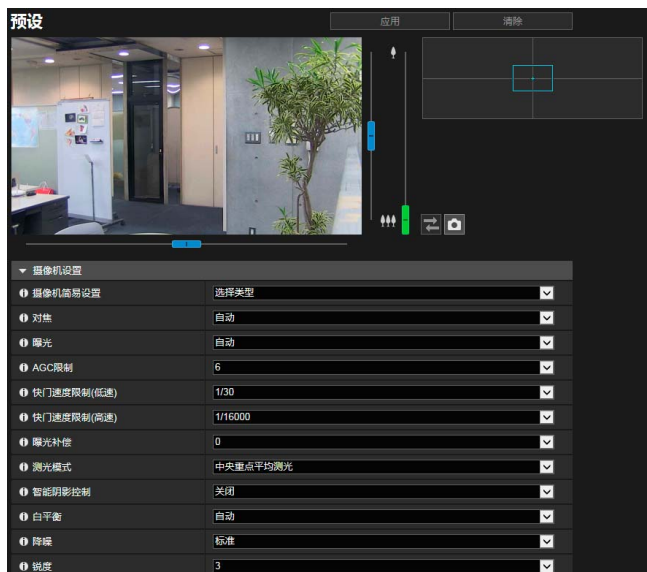 预设
应用
清除
摄像机设置
摄像机简易设置 选择类型
对焦 自动
曝光 自动
AGC限制 6
快门速度限制(低速) 1/30
快门速度限制(高速) 1/16000
曝光补偿 0
测光模式 中央重点平均测光
智能阴影控制 关闭
白平衡 自动
降噪 标准
锐度 3